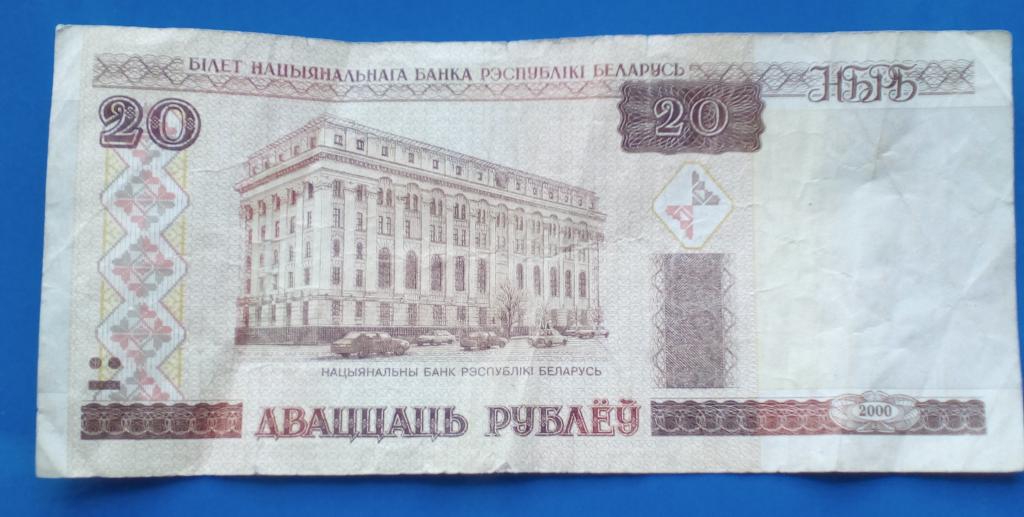 БІЛЕТ НАЦЫЯНАЛЬНАГА БАНКА РЭСПУБЛІКІ БЕЛАРУСЬ
НБРБ
20
20
НАЦЫЯНАЛЬНЫ БАНК РЭСПУБЛІКІ БЕЛАРУСЬ
ДВАЦЦАЦЬ РУБЛЁЎ
2000